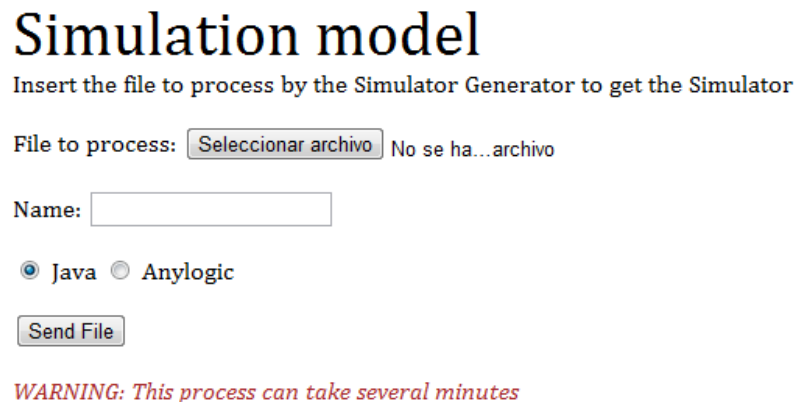 Simulation model
Insert the file to process by the Simulator Generator to get the Simulator
File to process: Seleccionar archivo No se ha...archivo
Name:
Java Anylogic
Send File
WARNING: This process can take several minutes